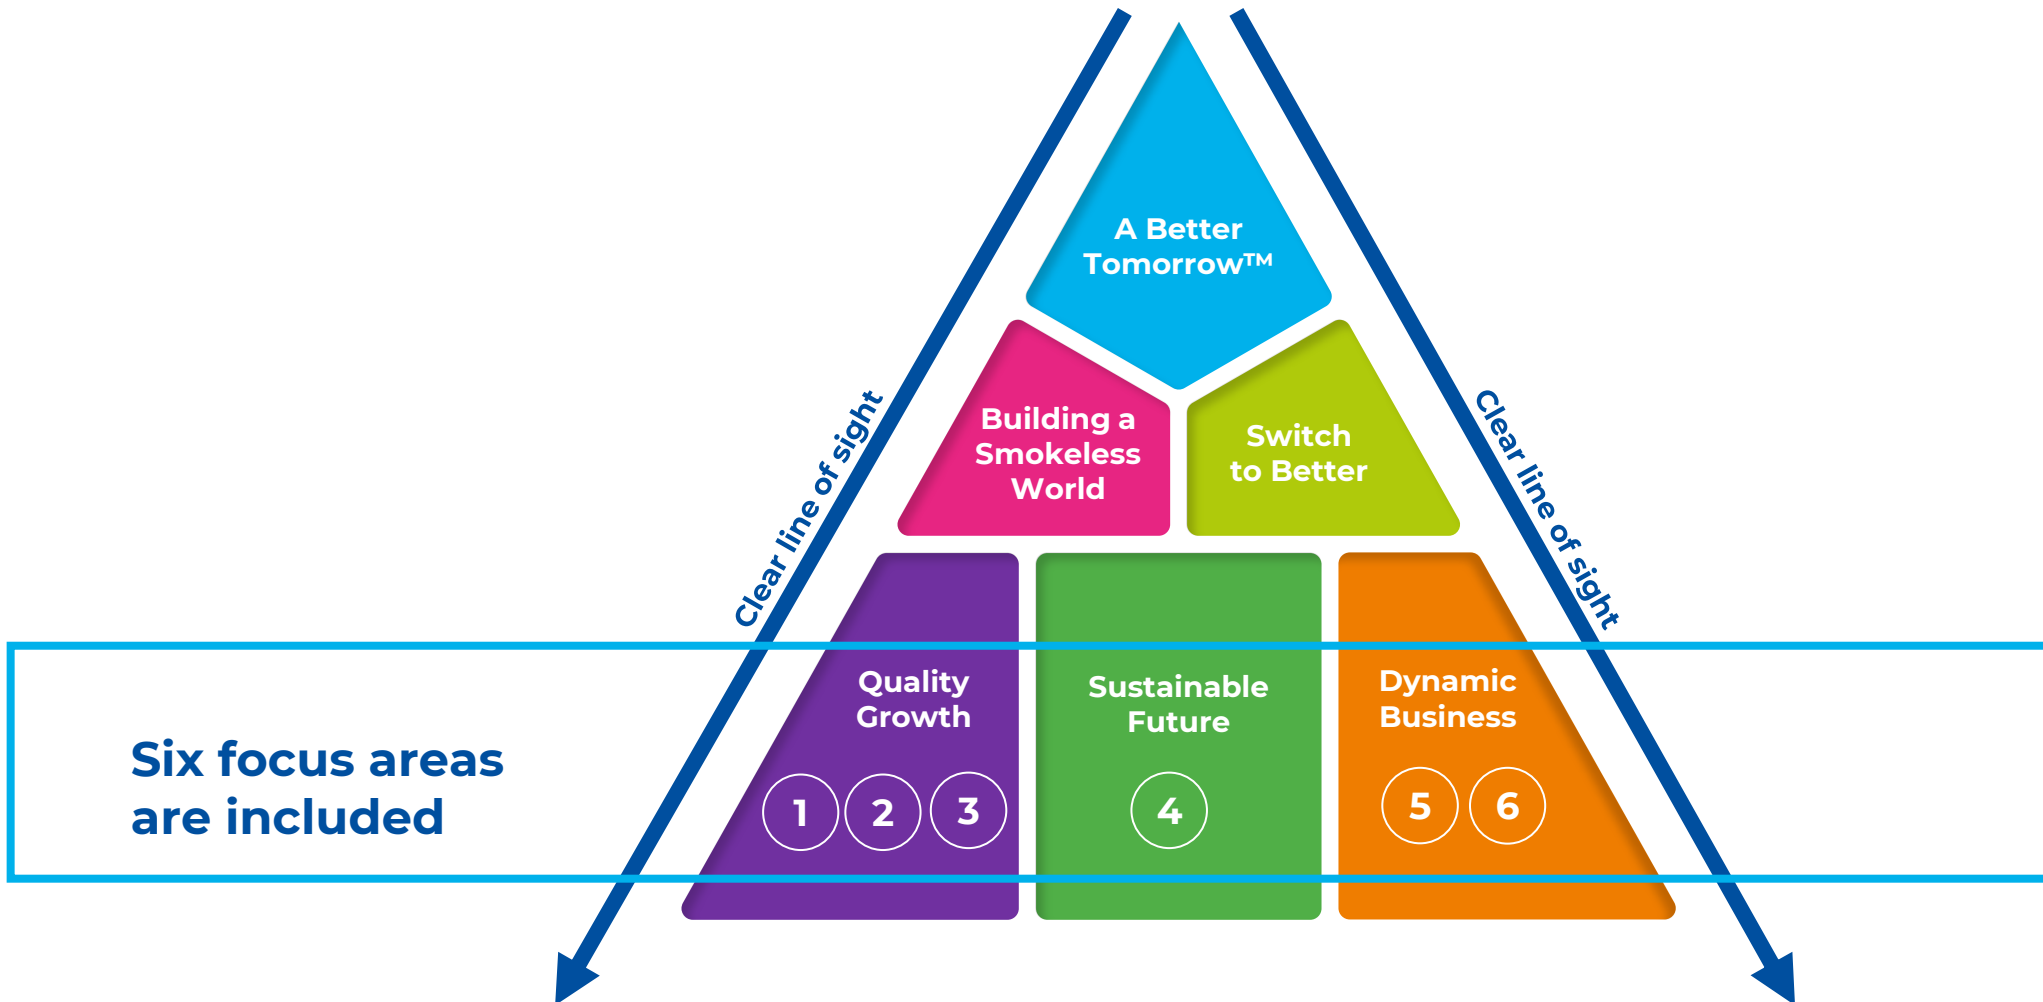 A Better
Tomorrow™
Building a
Smokeless
World
Switch
to Better
Clear line of sight
Clear line of sight
Quality
Growth
Sustainable
Future
Dynamic
Business
Six focus areas
are included
1 2 3
4
5 6